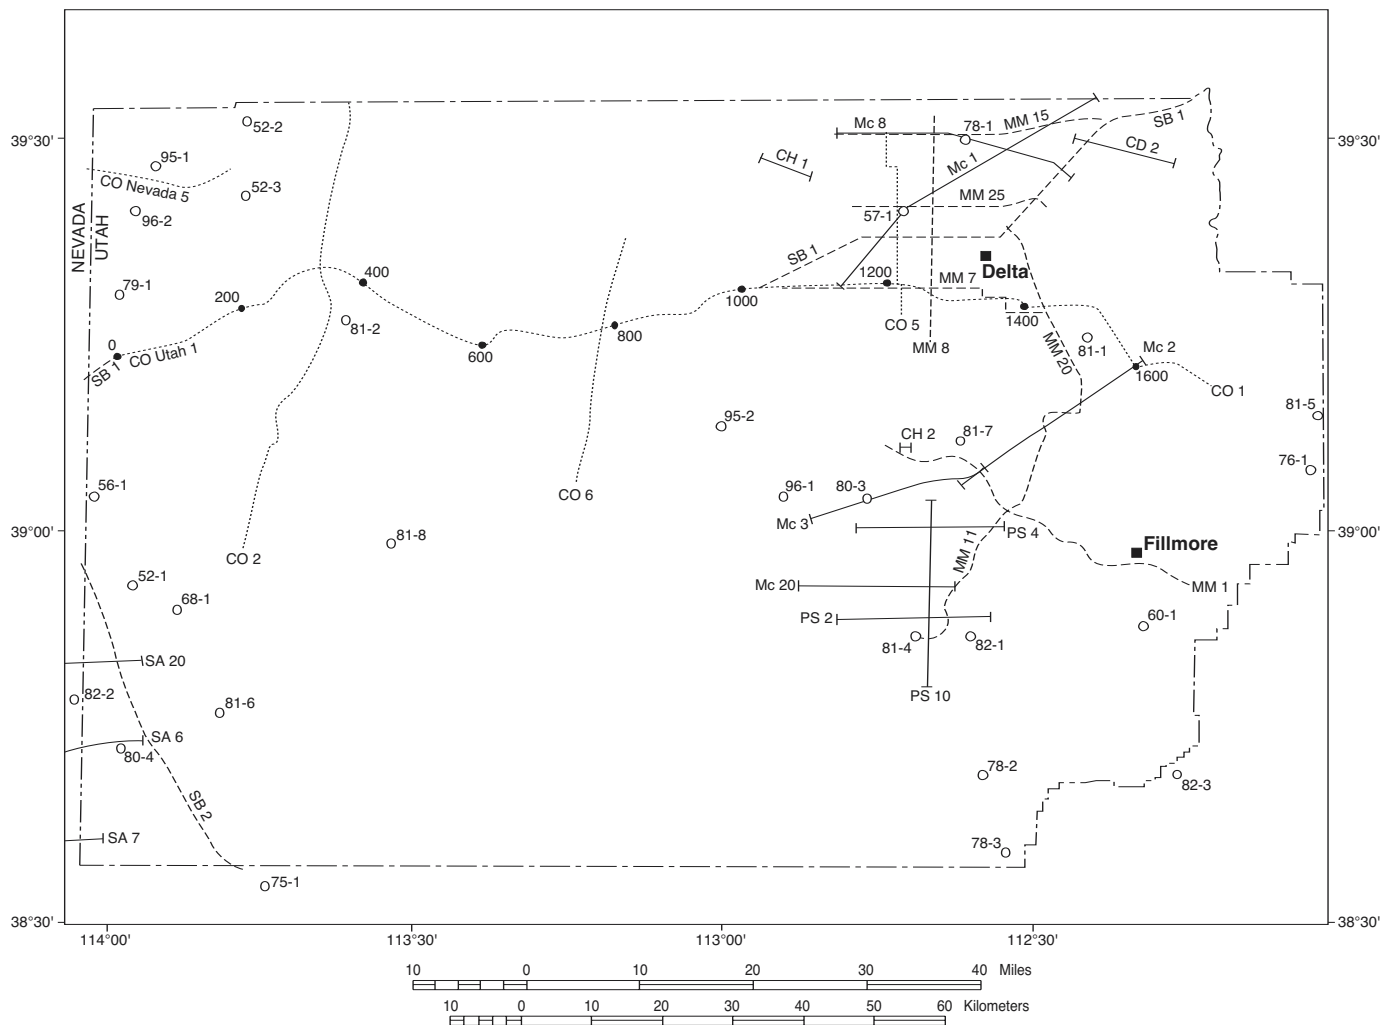 52-2
Mc 8
78-1
MM 15
SB 1
39°30'
39°30'
95-1
CH 1
Mc 1
CD 2
CO Nevada 5
52-3
MM 25
96-2
57-1
NEVADA
UTAH
SB 1
Delta
400
1200
MM 7
79-1
200
1000
81-2
CO 5
1400
0
CO Utah 1
800
600
MM 8
MM 20
81-1
Mc 2
SB 1
1600
CO 1
95-2
81-5
CH 2
81-7
76-1
56-1
CO 6
96-1
80-3
Mc 3
39°00'
39°00'
81-8
PS 4
CO 2
MM 11
Fillmore
52-1
Mc 20
MM 1
68-1
PS 2
60-1
81-4
82-1
SA 20
82-2
81-6
PS 10
SA 6
80-4
78-2
82-3
SB 2
SA 7
78-3
75-1
38°30'
38°30'
114°00'
113°30'
113°00'
112°30'
10 0 10 20 30 40 Miles
10 0 10 20 30 40 50 60 Kilometers